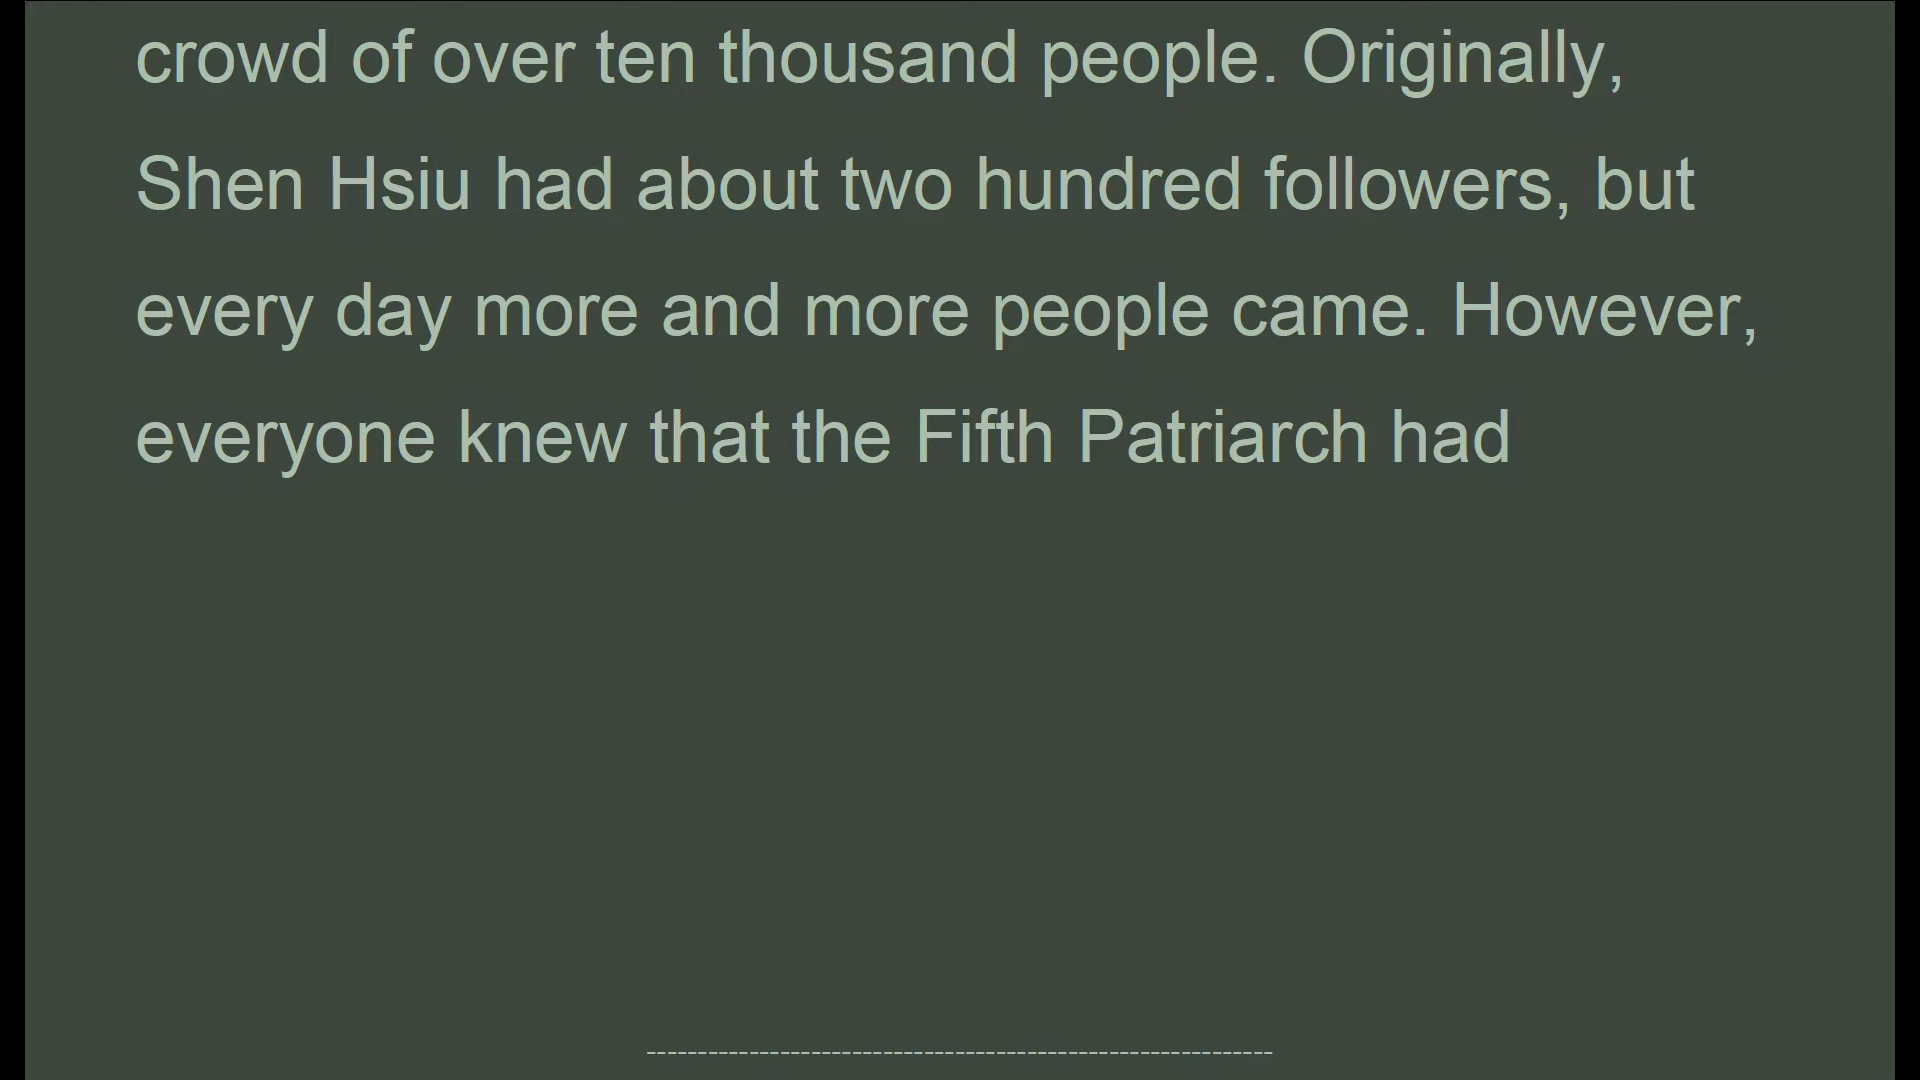 crowd of over ten thousand people. Originally,
Shen Hsiu had about two hundred followers, but
every day more and more people came. However,
everyone knew that the Fifth Patriarch had
-------------------------------------------------------------